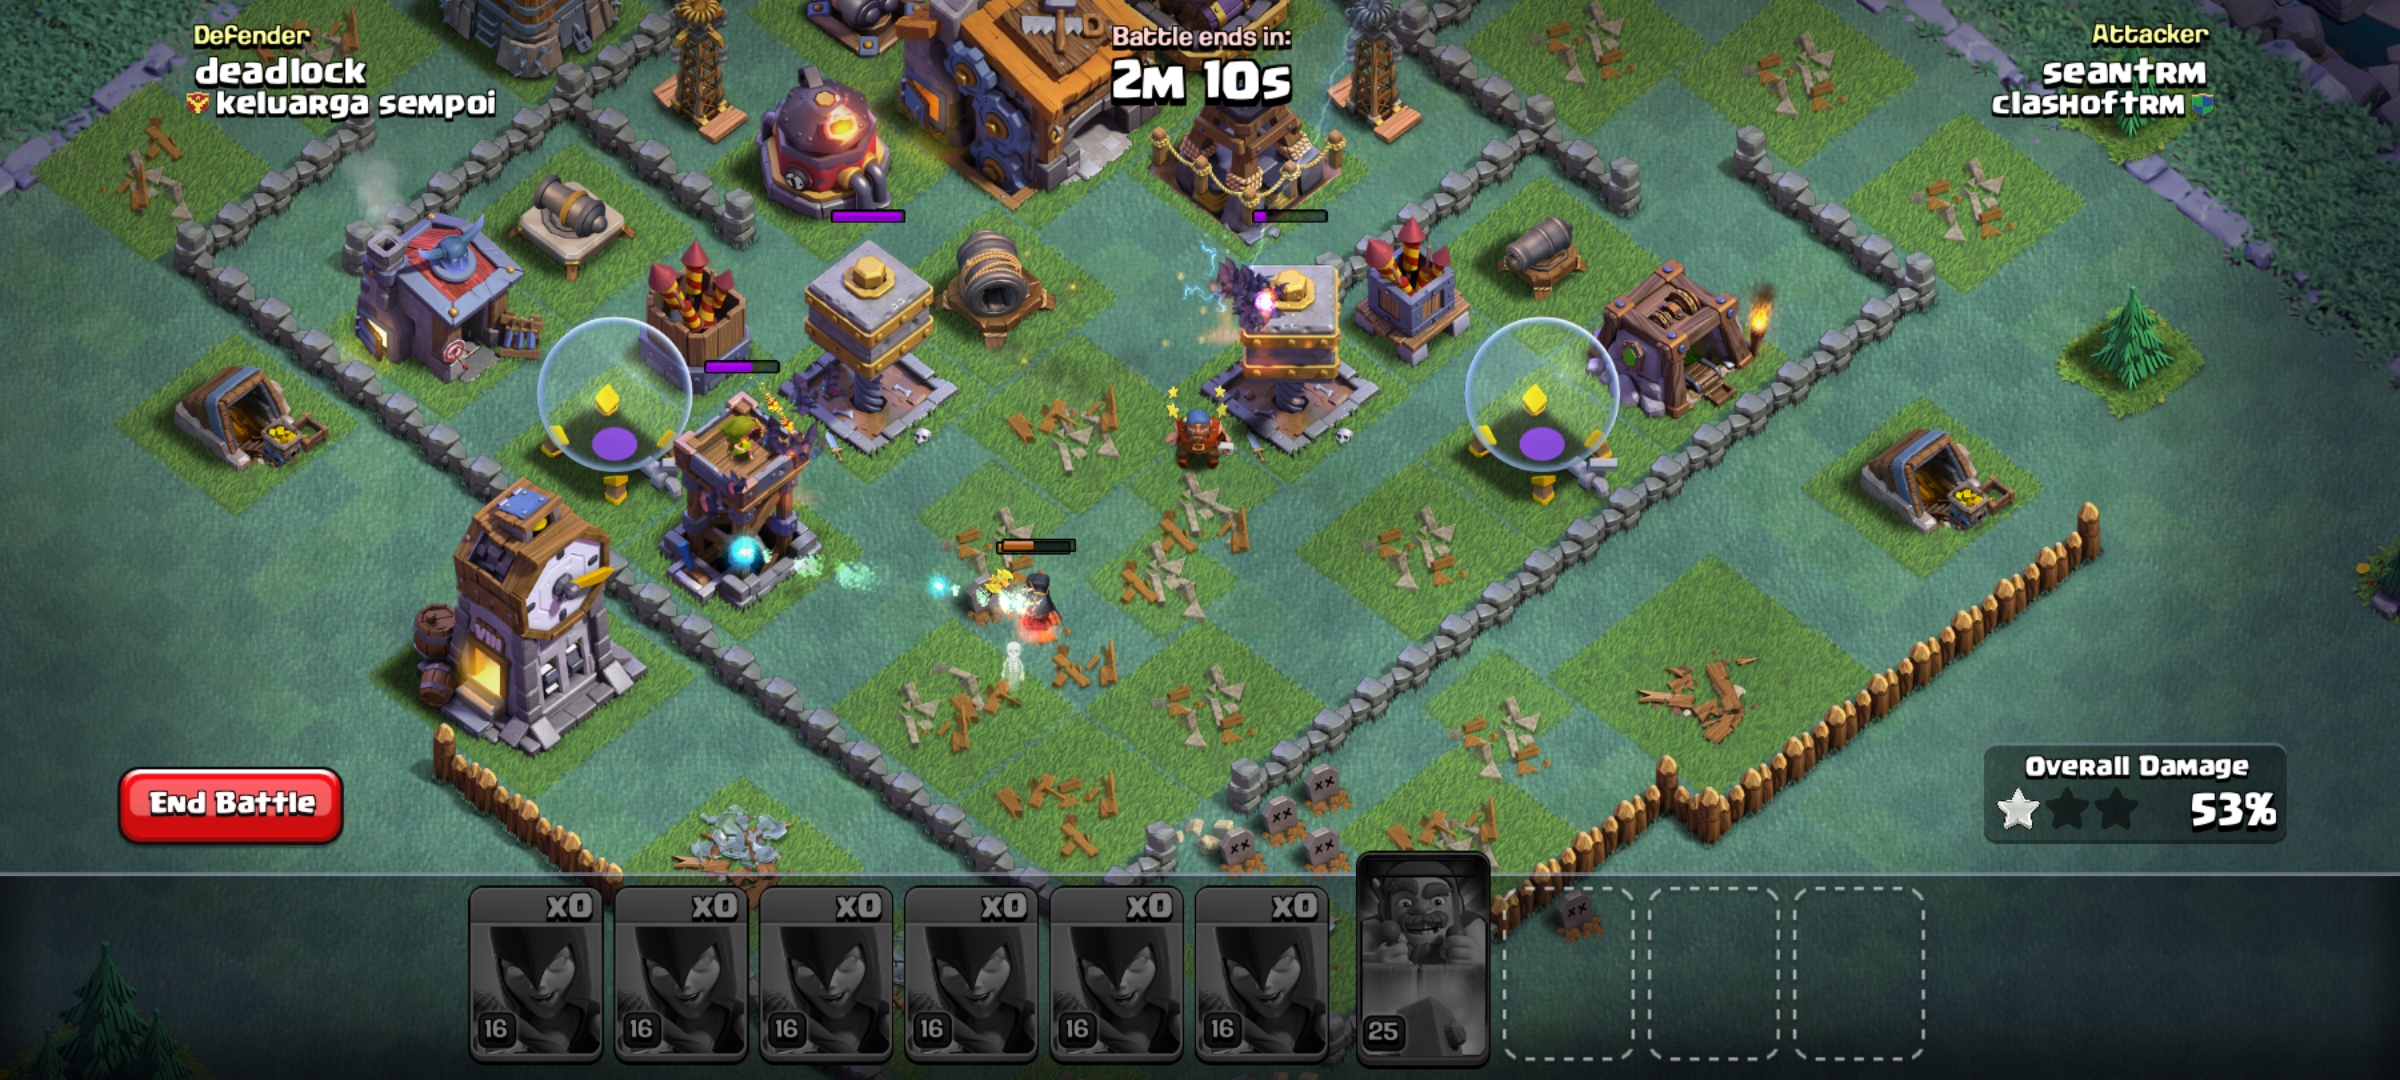 Defender
deadlock
keluarga sempoi
Battle ends in:
2M 10s
Attacker
seantRM
clashoftRM
VIII
End Battle
Overall Damage
53%
x0
x0
x0
x0
x0
x0
16
16
16
16
16
16
25